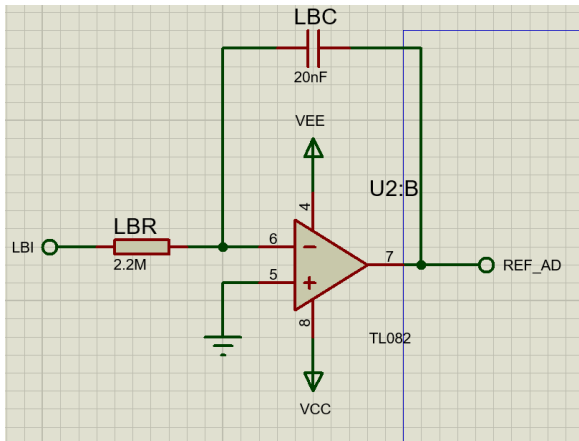 LBC
20nF
VEE
4
U2:B
LBR
LBI
2.2M
6
5
7
REF_AD
8
TL082
VCC